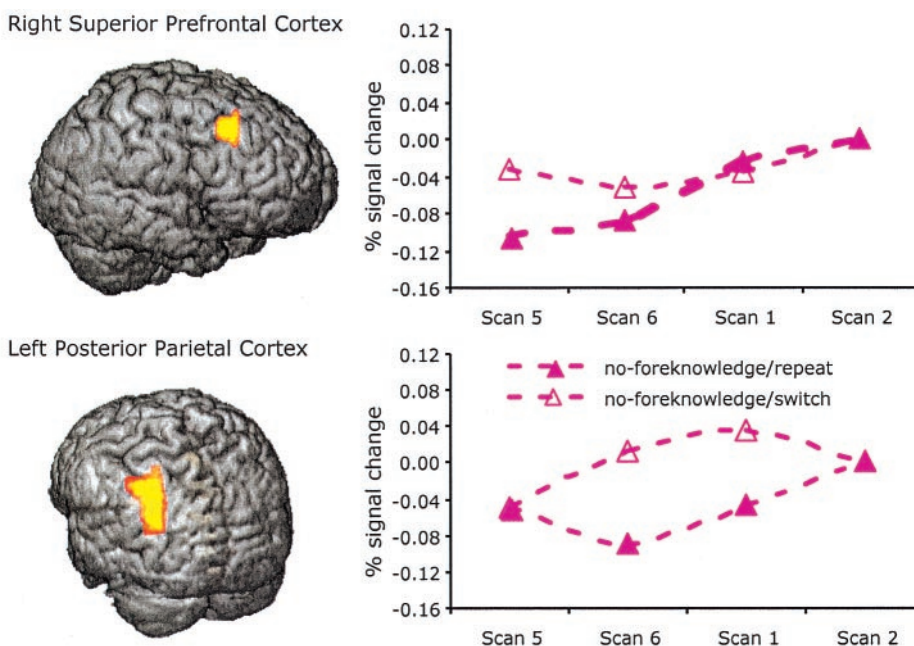 Right Superior Prefrontal Cortex
% signal change
0.12
0.08
0.04
0.00
-0.04
-0.08
-0.12
-0.16
Scan 5
Scan 6
Scan 1
Scan 2
Left Posterior Parietal Cortex
% signal change
0.12
0.08
0.04
0.00
-0.04
-0.08
-0.12
-0.16
no-foreknowledge/repeat
no-foreknowledge/switch
Scan 5
Scan 6
Scan 1
Scan 2